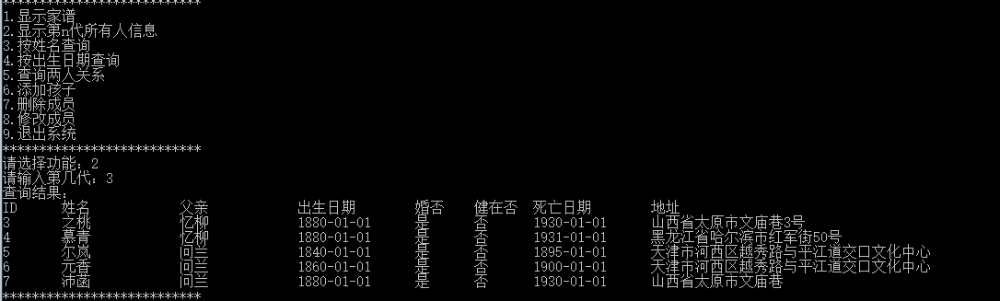 ***************************
1.显示家谱
2.显示第n代所有人信息
3.按姓名查询
4.按出生日期查询
5.查询两人关系
6.添加孩子
7.删除成员
8.修改成员
9.退出系统
***************************
请选择功能：2
请输入第几代：3
查询结果：
ID 姓名 父亲 出生日期 婚否 健在否 死亡日期 地址
3 之桃 忆柳 1880-01-01 是 否 1930-01-01 山西省太原市文庙巷3号
4 慕青 忆柳 1880-01-01 是 否 1931-01-01 黑龙江省哈尔滨市红军街50号
5 尔岚 问兰 1840-01-01 是 否 1895-01-01 天津市河西区越秀路与平江道交口文化中心
6 元香 问兰 1860-01-01 是 否 1900-01-01 天津市河西区越秀路与平江道交口文化中心
7 沛菡 问兰 1880-01-01 是 否 1930-01-01 山西省太原市文庙巷
***************************